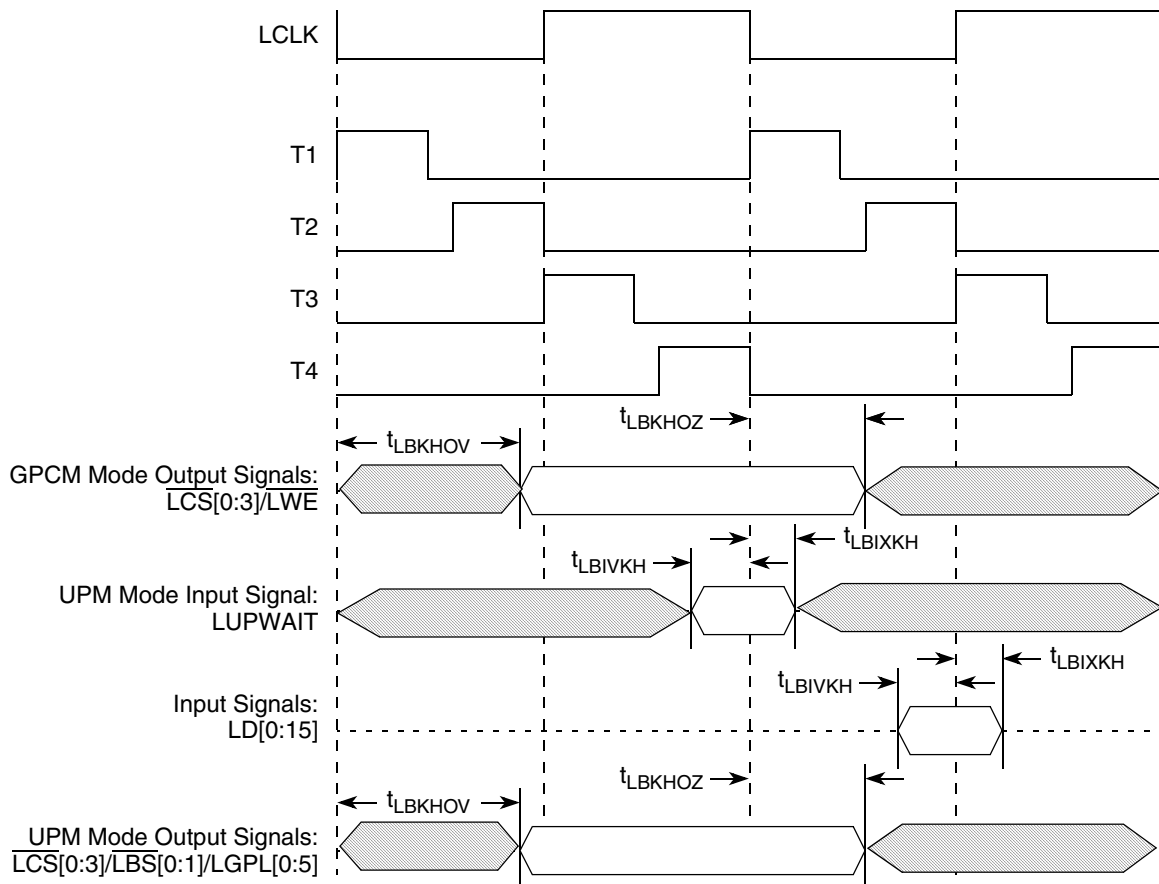 LCLK
T1
T2
T3
T4
tLBKHOZ
tLBKHOV
GPCM Mode Output Signals:
LCS[0:3]/LWE
tLBIXKH
tLBIVKH
UPM Mode Input Signal:
LUPWAIT
tLBIXKH
tLBIVKH
Input Signals:
LD[0:15]
tLBKHOZ
tLBKHOV
UPM Mode Output Signals:
LCS[0:3]/LBS[0:1]/LGPL[0:5]